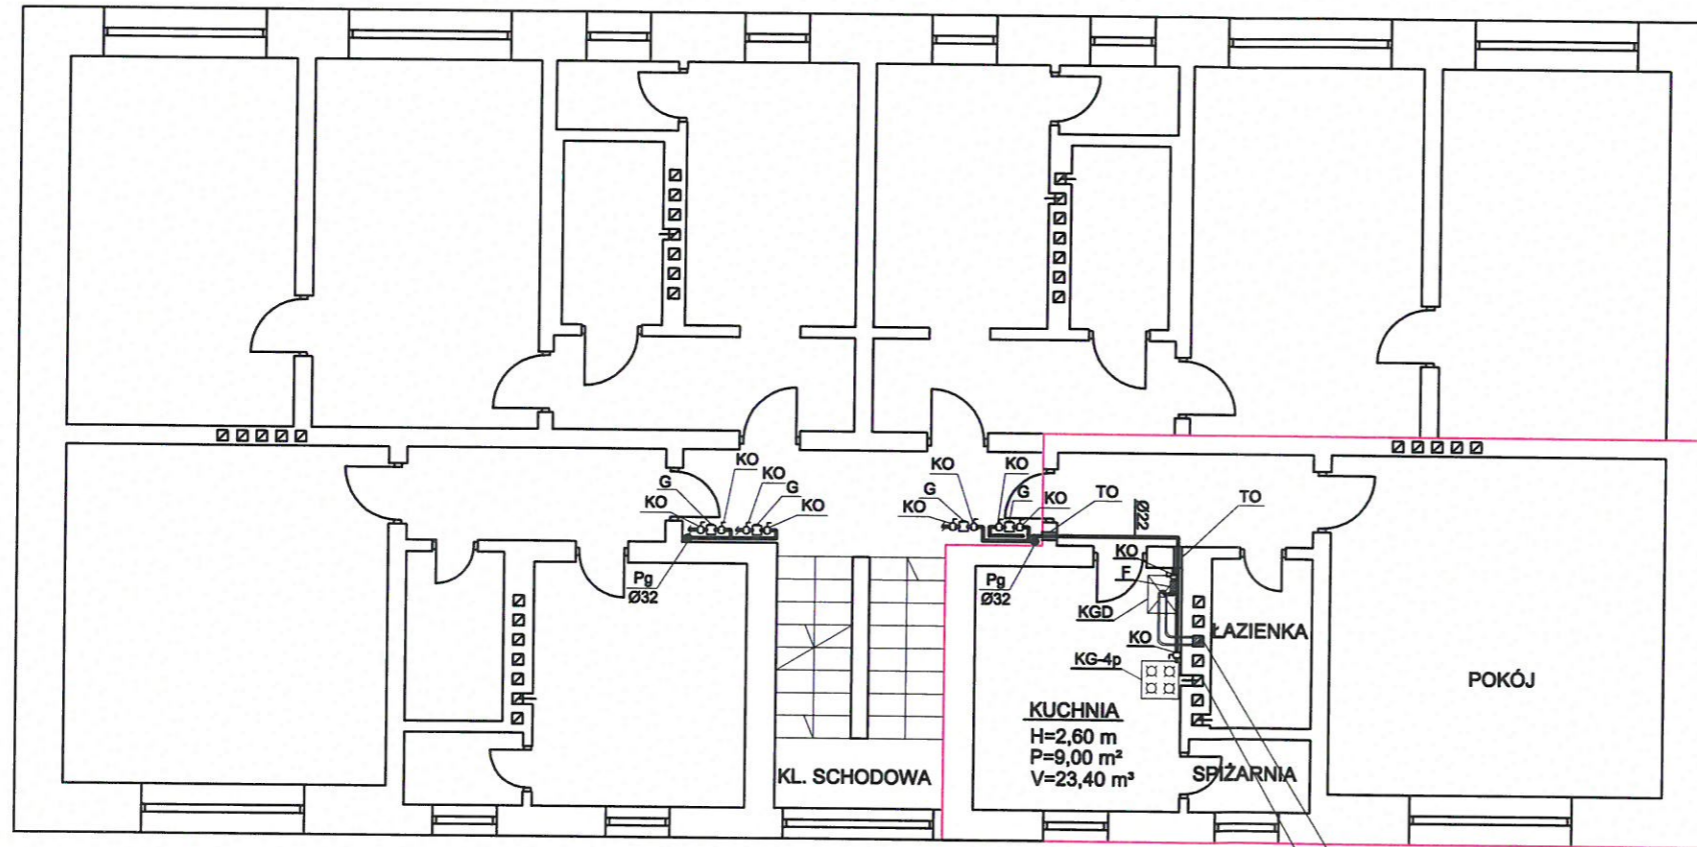 KO
KO
G
G
KO
KO
Pg
Ø32
KO
KO
G
G
KO
KO
TO
Ø22
TO
Pg
Ø32
KO
F
KGD
KO
KG-4p
ŁAZIENKA
POKÓJ
KUCHNIA
H=2,60 m
P=9,00 m²
V=23,40 m³
KL. SCHODOWA
SPIŻARNIA